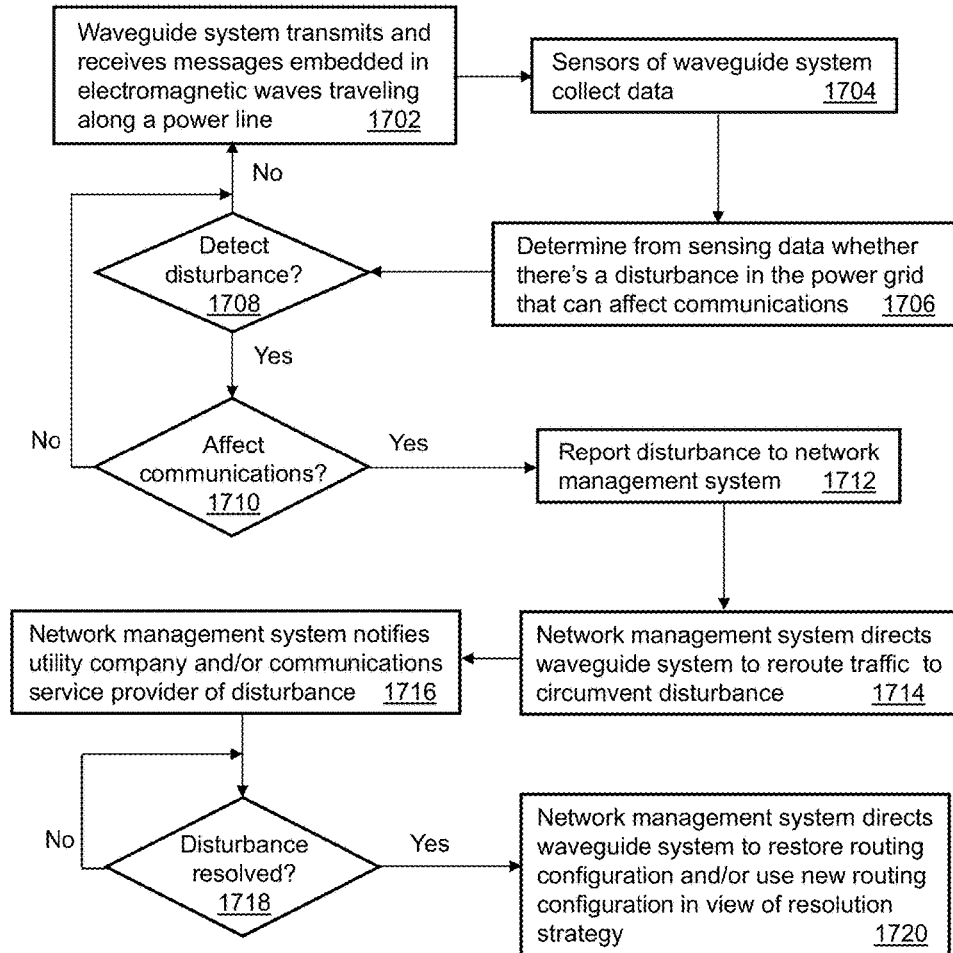 Waveguide system transmits and
receives messages embedded in
electromagnetic waves traveling
along a power line 1702
Sensors of waveguide system
collect data 1704
No
Detect
disturbance?
1708
Determine from sensing data whether
there's a disturbance in the power grid
that can affect communications 1706
Yes
No
Affect
communications?
1710
Yes
Report disturbance to network
management system 1712
Network management system notifies
utility company and/or communications
service provider of disturbance 1716
Network management system directs
waveguide system to reroute traffic to
circumvent disturbance 1714
No
Disturbance
resolved?
1718
Yes
Network management system directs
waveguide system to restore routing
configuration and/or use new routing
configuration in view of resolution
strategy 1720